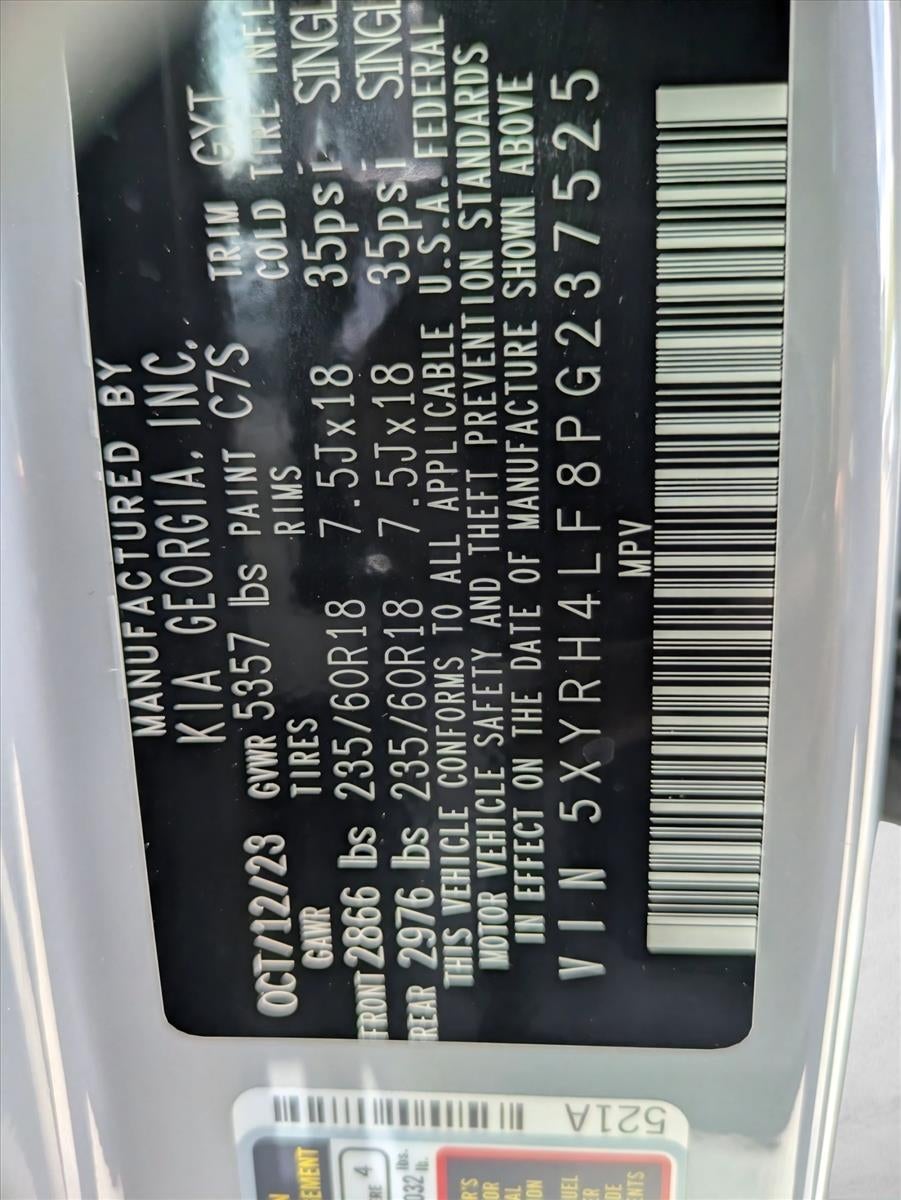 MANUFACTURED BY
KIA GEORGIA, INC.
OCT/12/23 GVWR 5357 lbs PAINT C7S TRIM GYT
GAWR TIRES RIMS COLD TIRE INFL
FRONT 2866 lbs 235/60R18 7.5Jx18 35psi SINGL
REAR 2976 lbs 235/60R18 7.5Jx18 35psi SINGL
THIS VEHICLE CONFORMS TO ALL APPLICABLE U.S.A. FEDERAL
MOTOR VEHICLE SAFETY AND THEFT PREVENTION STANDARDS
IN EFFECT ON THE DATE OF MANUFACTURE SHOWN ABOVE
VIN 5XYRH4LF8PG237525
MPV
521A
4
lbs.
lb.